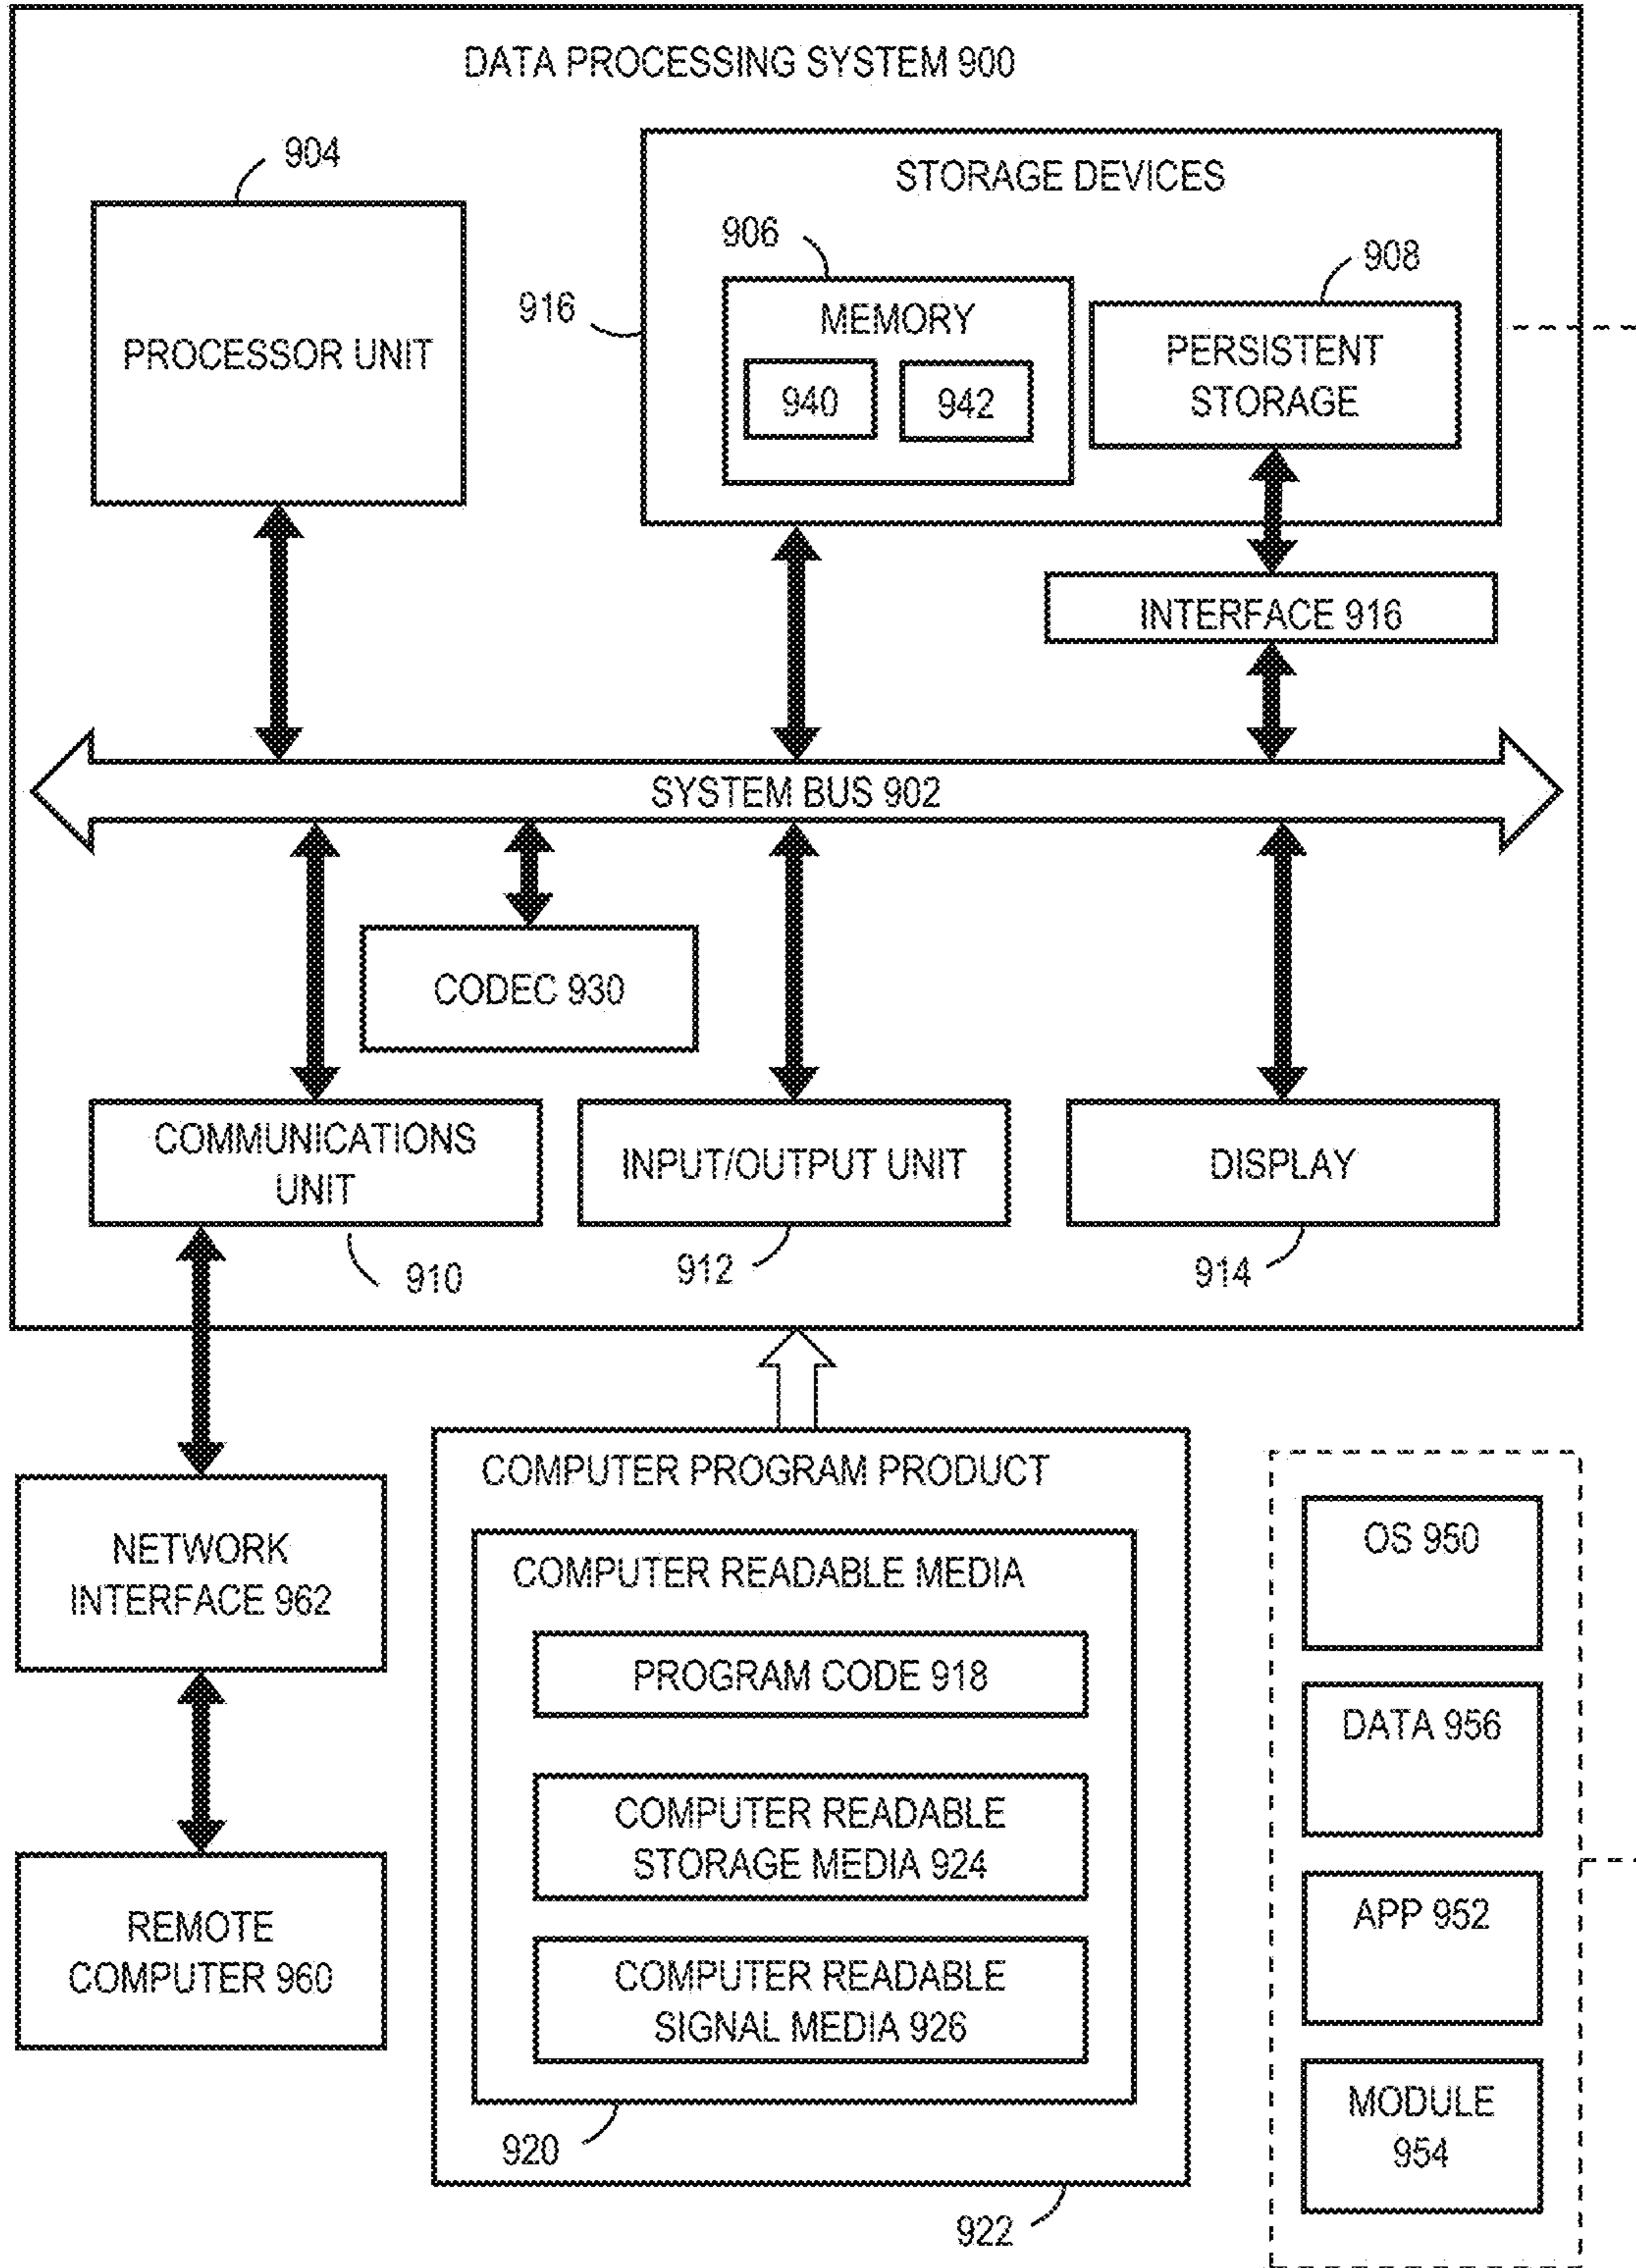 DATA PROCESSING SYSTEM 900
904
STORAGE DEVICES
906
908
916
MEMORY
940
942
PERSISTENT
STORAGE
PROCESSOR UNIT
INTERFACE 916
SYSTEM BUS 902
CODEC 930
COMMUNICATIONS
UNIT
INPUT/OUTPUT UNIT
DISPLAY
910
912
914
COMPUTER PROGRAM PRODUCT
NETWORK
INTERFACE 962
COMPUTER READABLE MEDIA
PROGRAM CODE 918
COMPUTER READABLE
STORAGE MEDIA 924
COMPUTER READABLE
SIGNAL MEDIA 926
REMOTE
COMPUTER 960
920
922
OS 950
DATA 956
APP 952
MODULE
954